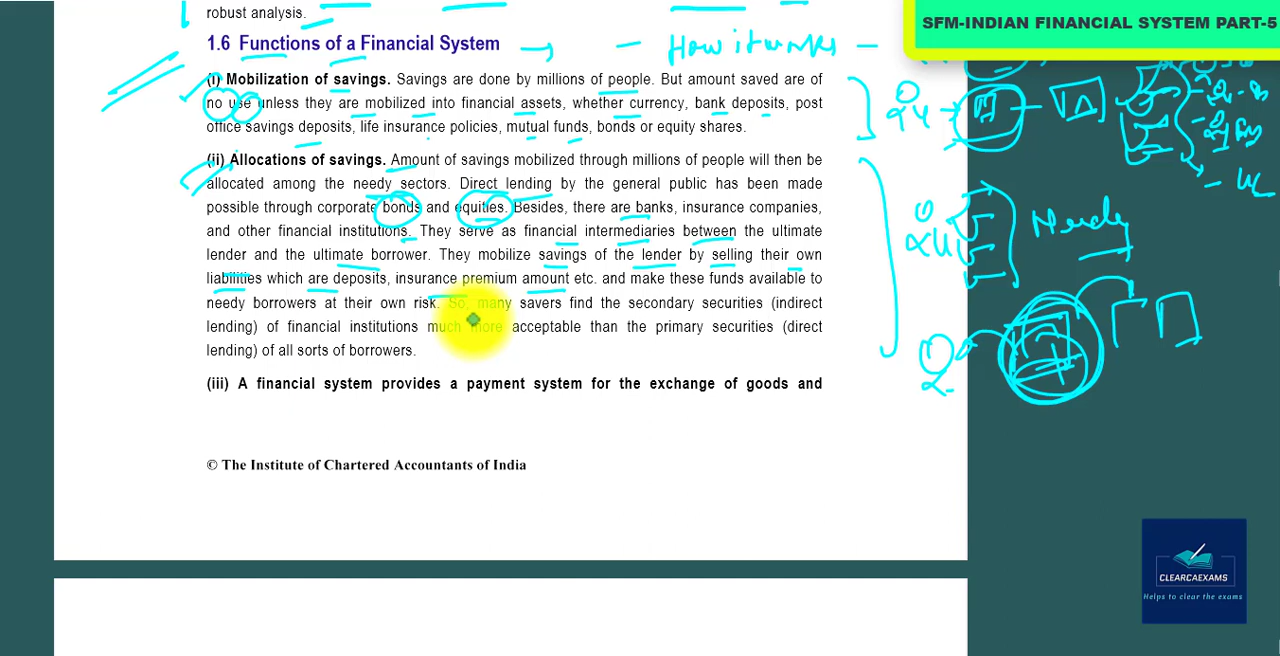 robust analysis.
SFM-INDIAN FINANCIAL SYSTEM PART-5
1.6 Functions of a Financial System
How it works
(i) Mobilization of savings. Savings are done by millions of people. But amount saved are of
no use unless they are mobilized into financial assets, whether currency, bank deposits, post
office savings deposits, life insurance policies, mutual funds, bonds or equity shares.
(ii) Allocations of savings. Amount of savings mobilized through millions of people will then be
allocated among the needy sectors. Direct lending by the general public has been made
possible through corporate bonds and equities. Besides, there are banks, insurance companies,
and other financial institutions. They serve as financial intermediaries between the ultimate
lender and the ultimate borrower. They mobilize savings of the lender by selling their own
liabilities which are deposits, insurance premium amount etc. and make these funds available to
needy borrowers at their own risk. So, many savers find the secondary securities (indirect
lending) of financial institutions much more acceptable than the primary securities (direct
lending) of all sorts of borrowers.
Needy
(iii) A financial system provides a payment system for the exchange of goods and
© The Institute of Chartered Accountants of India
CLEARCAEXAMS
Helps to clear the exams